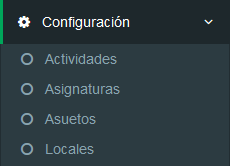 Configuración
Actividades
Asignaturas
Asuetos
Locales